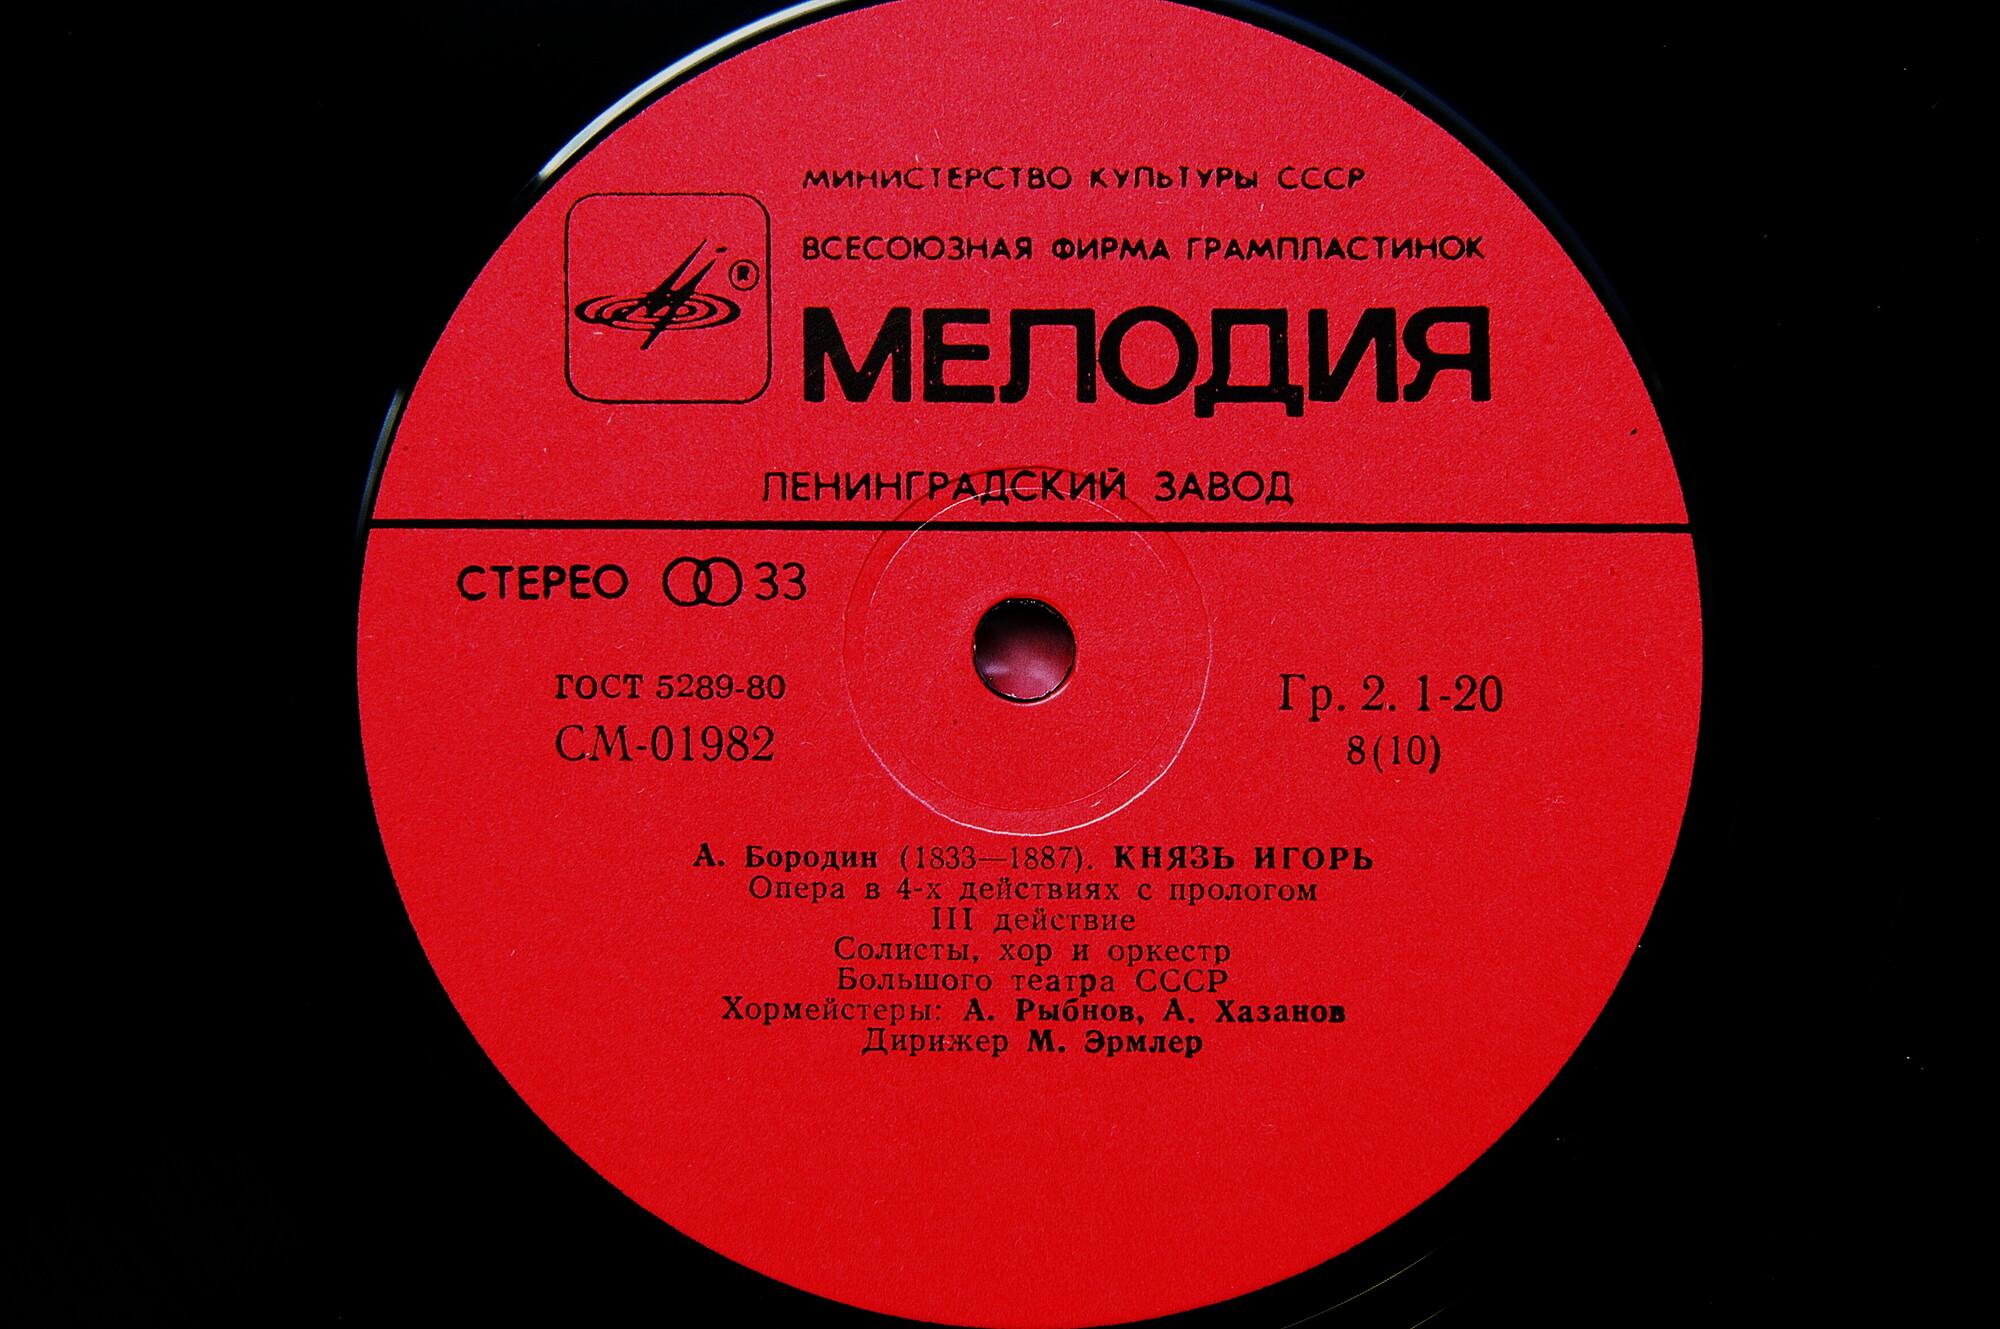 МИНИСТЕРСТВО КУЛЬТУРЫ СССР
ВСЕСОЮЗНАЯ ФИРМА ГРАМПЛАСТИНОК
®
МЕЛОДИЯ
ЛЕНИНГРАДСКИЙ ЗАВОД
СТЕРЕО 33
ГОСТ 5289-80
СМ-01982
Гр. 2. 1-20
8(10)
А. Бородин (1833—1887). КНЯЗЬ ИГОРЬ
Опера в 4-х действиях с прологом
III действие
Солисты, хор и оркестр
Большого театра СССР
Хормейстеры: А. Рыбнов, А. Хазанов
Дирижер М. Эрмлер